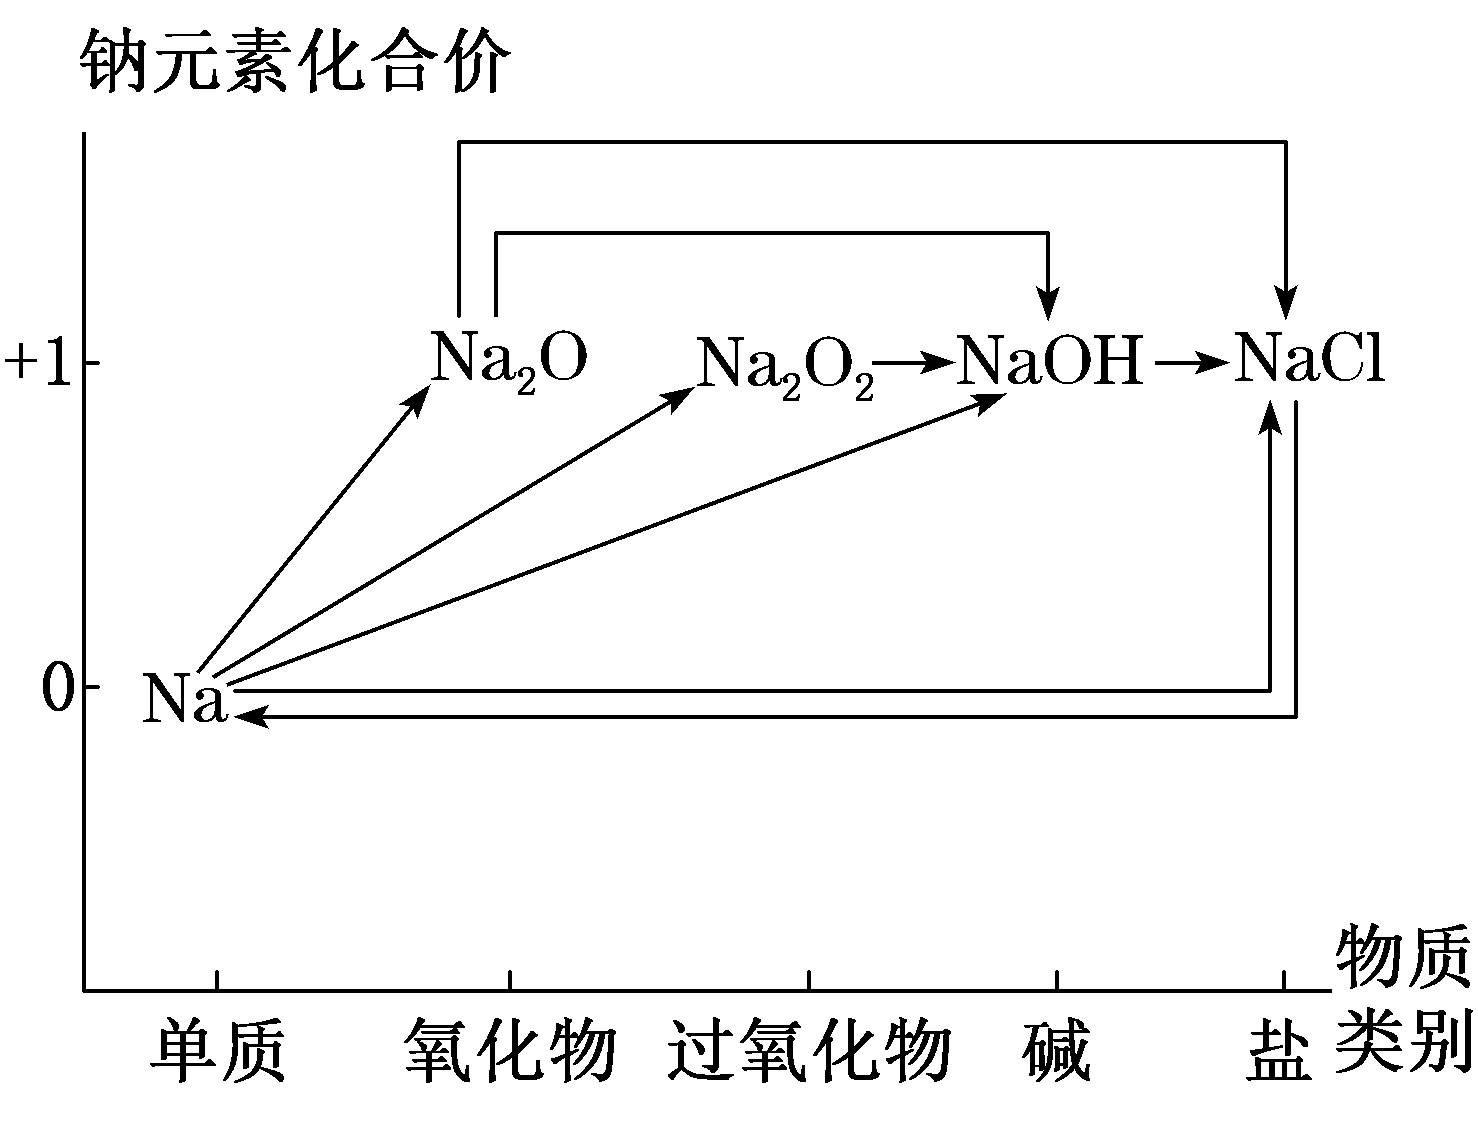 钠元素化合价
+1
Na₂O
Na₂O₂
NaOH
NaCl
0
Na
物质
类别
单质
氧化物
过氧化物
碱
盐